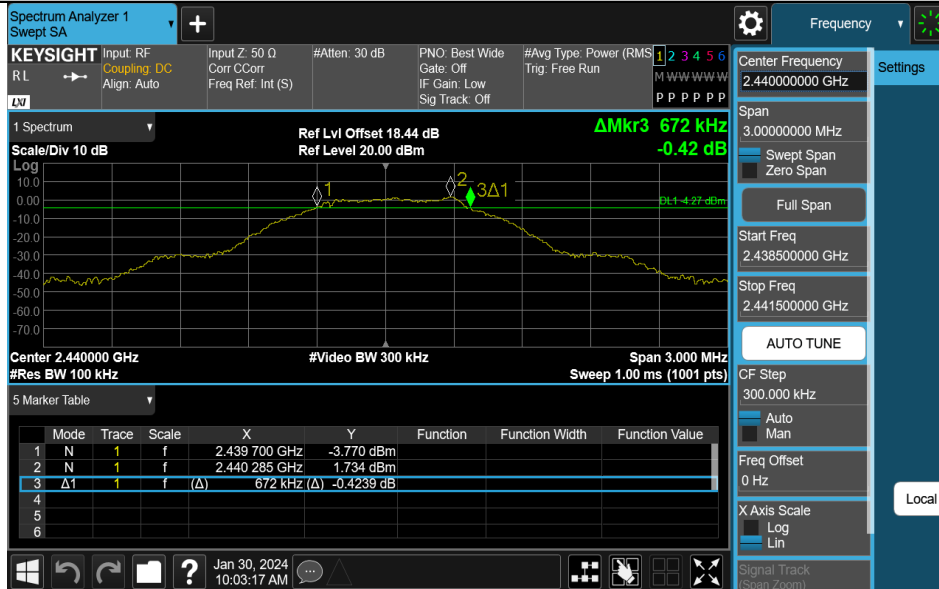 Spectrum Analyzer 1
Swept SA
Frequency
KEYSIGHT
RL
LXI
Input: RF
Coupling: DC
Align: Auto
Input Z: 50 Ω
Corr CCorr
Freq Ref: Int (S)
#Atten: 30 dB
PNO: Best Wide
Gate: Off
IF Gain: Low
Sig Track: Off
#Avg Type: Power (RMS
Trig: Free Run
1 2 3 4 5 6
M W W W W W
P P P P P P
Center Frequency
2.440000000 GHz
Settings
1 Spectrum
Scale/Div 10 dB
Ref Lvl Offset 18.44 dB
Ref Level 20.00 dBm
ΔMkr3 672 kHz
-0.42 dB
Log
10.0
0.00
-10.0
-20.0
-30.0
-40.0
-50.0
-60.0
-70.0
1
2
3Δ1
DL1 -4.27 dBm
Center 2.440000 GHz
#Res BW 100 kHz
#Video BW 300 kHz
Span 3.000 MHz
Sweep 1.00 ms (1001 pts)
Span
3.00000000 MHz
Swept Span
Zero Span
Full Span
Start Freq
2.438500000 GHz
Stop Freq
2.441500000 GHz
AUTO TUNE
CF Step
300.000 kHz
Auto
Man
Freq Offset
0 Hz
X Axis Scale
Log
Lin
Signal Track
(Span Zoom)
Local
5 Marker Table
Mode Trace Scale X Y Function Function Width Function Value
1 N 1 f 2.439 700 GHz -3.770 dBm
2 N 1 f 2.440 285 GHz 1.734 dBm
3 Δ1 1 f (Δ) 672 kHz (Δ) -0.4239 dB
4
5
6
?
Jan 30, 2024
10:03:17 AM